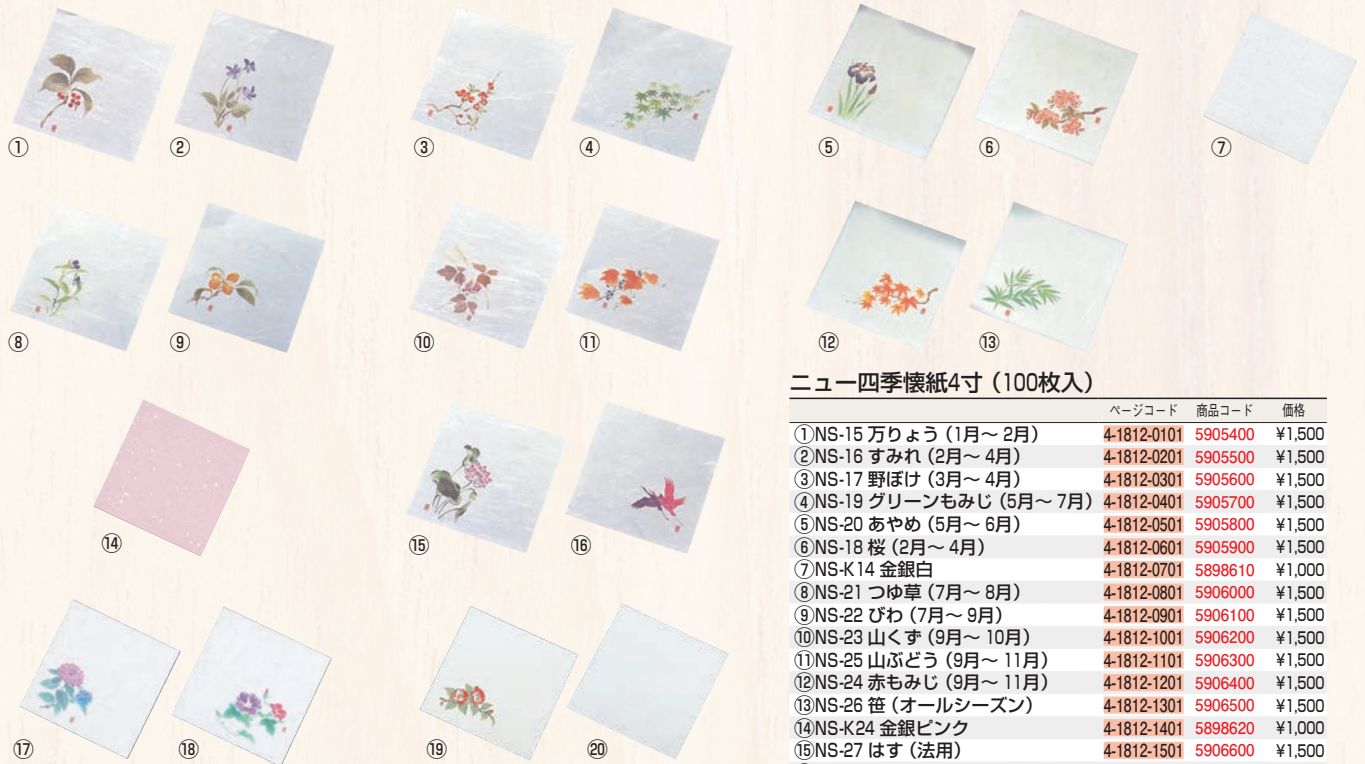 ① ② ③ ④ ⑤ ⑥ ⑦
⑧ ⑨ ⑩ ⑪ ⑫ ⑬
ニュー四季懐紙4寸（100枚入）
ページコード 商品コード 価格
①NS-15 万りょう（1月〜2月） 4-1812-0101 5905400 ¥1,500
②NS-16 すみれ（2月〜4月） 4-1812-0201 5905500 ¥1,500
③NS-17 野ぼけ（3月〜4月） 4-1812-0301 5905600 ¥1,500
④NS-19 グリーンもみじ（5月〜7月） 4-1812-0401 5905700 ¥1,500
⑤NS-20 あやめ（5月〜6月） 4-1812-0501 5905800 ¥1,500
⑥NS-18 桜（2月〜4月） 4-1812-0601 5905900 ¥1,500
⑦NS-K14 金銀白 4-1812-0701 5898610 ¥1,000
⑧NS-21 つゆ草（7月〜8月） 4-1812-0801 5906000 ¥1,500
⑨NS-22 びわ（7月〜9月） 4-1812-0901 5906100 ¥1,500
⑩NS-23 山くず（9月〜10月） 4-1812-1001 5906200 ¥1,500
⑪NS-25 山ぶどう（9月〜11月） 4-1812-1101 5906300 ¥1,500
⑫NS-24 赤もみじ（9月〜11月） 4-1812-1201 5906400 ¥1,500
⑬NS-26 笹（オールシーズン） 4-1812-1301 5906500 ¥1,500
⑭NS-K24 金銀ピンク 4-1812-1401 5898620 ¥1,000
⑮NS-27 はす（法用） 4-1812-1501 5906600 ¥1,500
⑭ ⑮ ⑯
⑰ ⑱ ⑲ ⑳